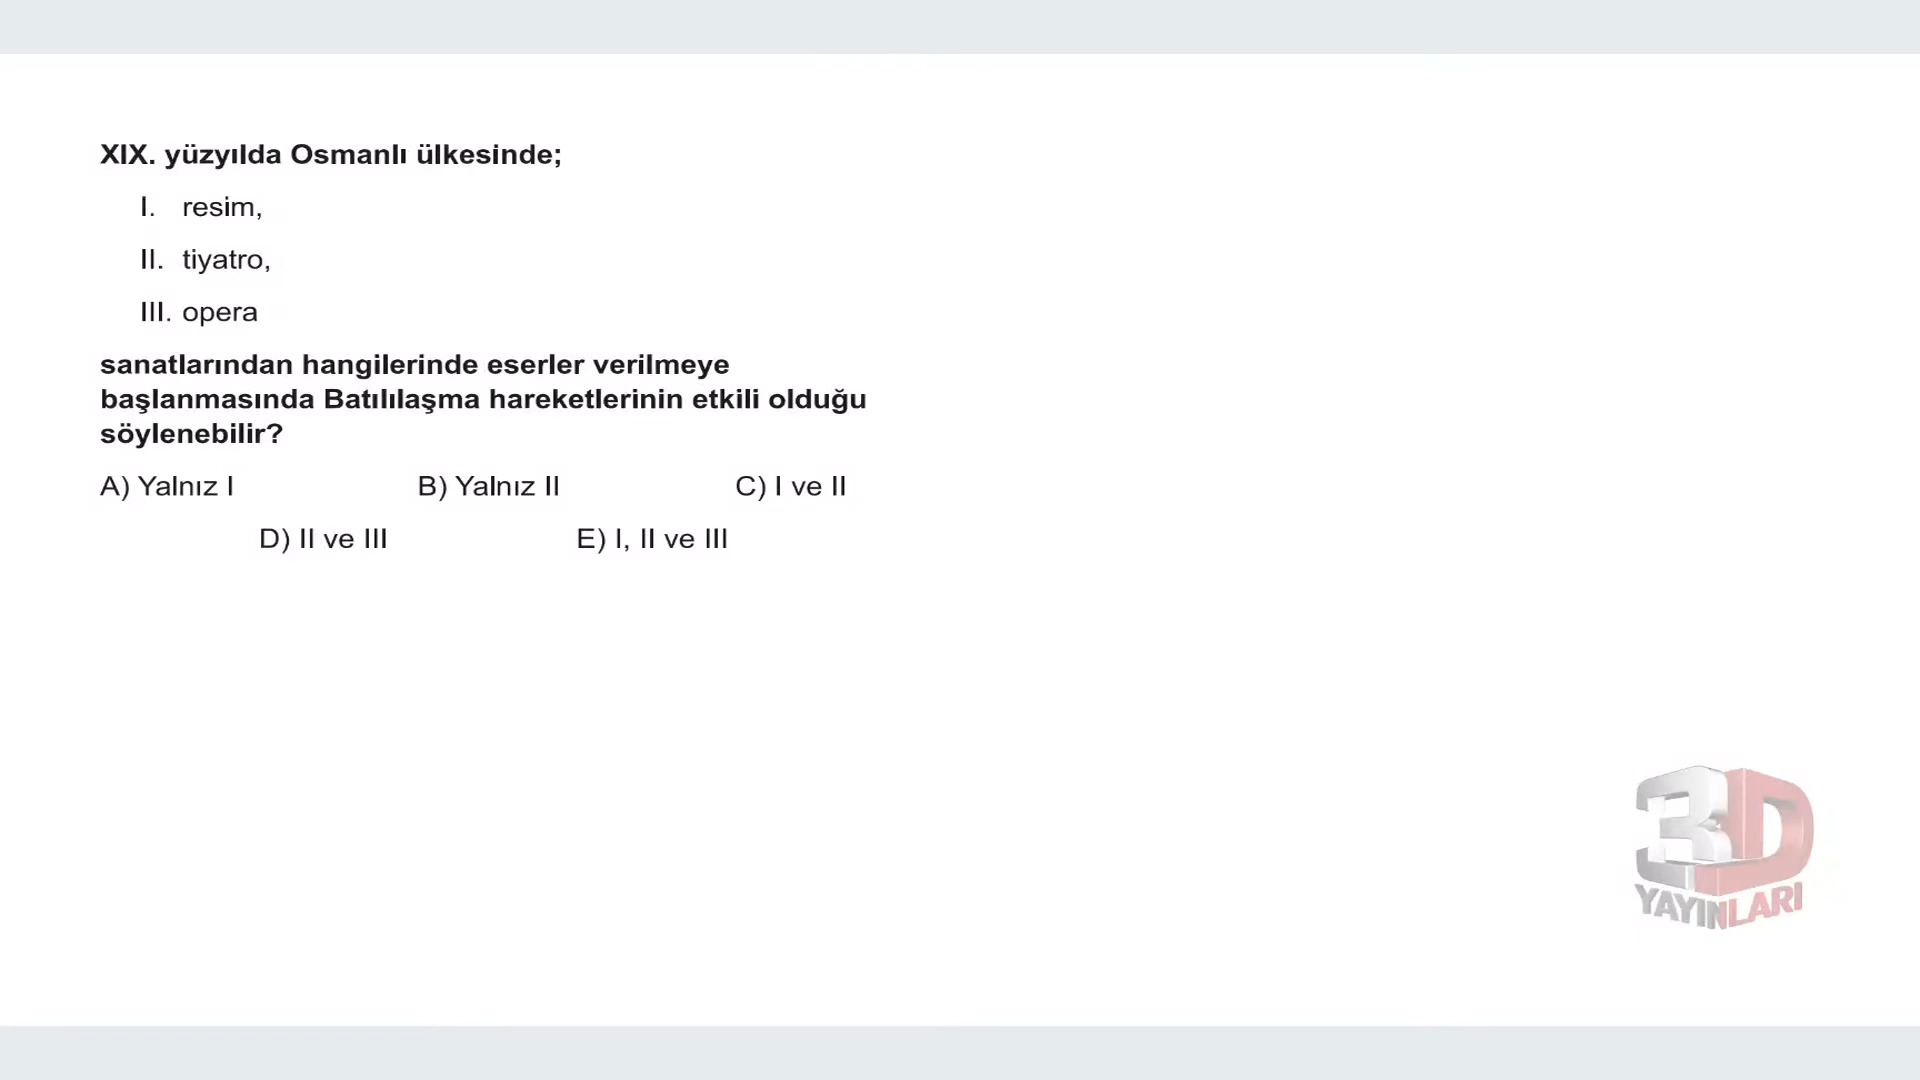 XIX. yüzyılda Osmanlı ülkesinde;
I. resim,
II. tiyatro,
III. opera
sanatlarından hangilerinde eserler verilmeye
başlanmasında Batılılaşma hareketlerinin etkili olduğu
söylenebilir?
A) Yalnız I B) Yalnız II C) I ve II
D) II ve III E) I, II ve III
3D
YAYINLARI